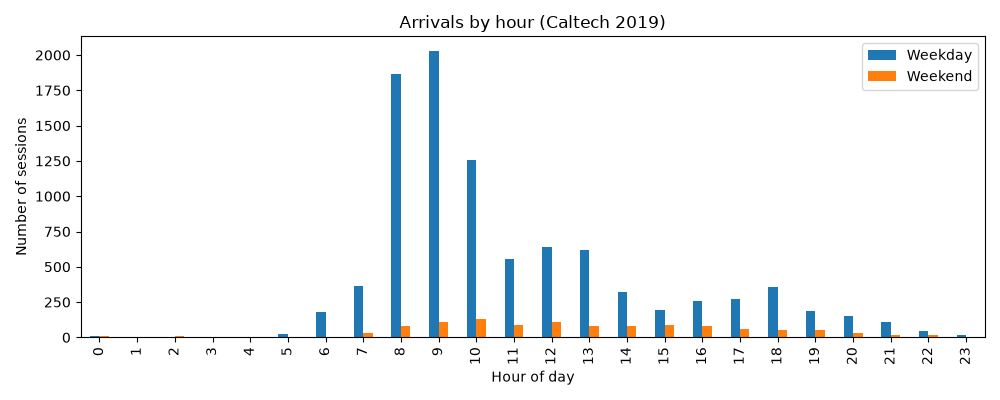 Arrivals by hour (Caltech 2019)
Weekday
Weekend
Number of sessions
2000
1750
1500
1250
1000
750
500
250
0
0 1 2 3 4 5 6 7 8 9 10 11 12 13 14 15 16 17 18 19 20 21 22 23
Hour of day